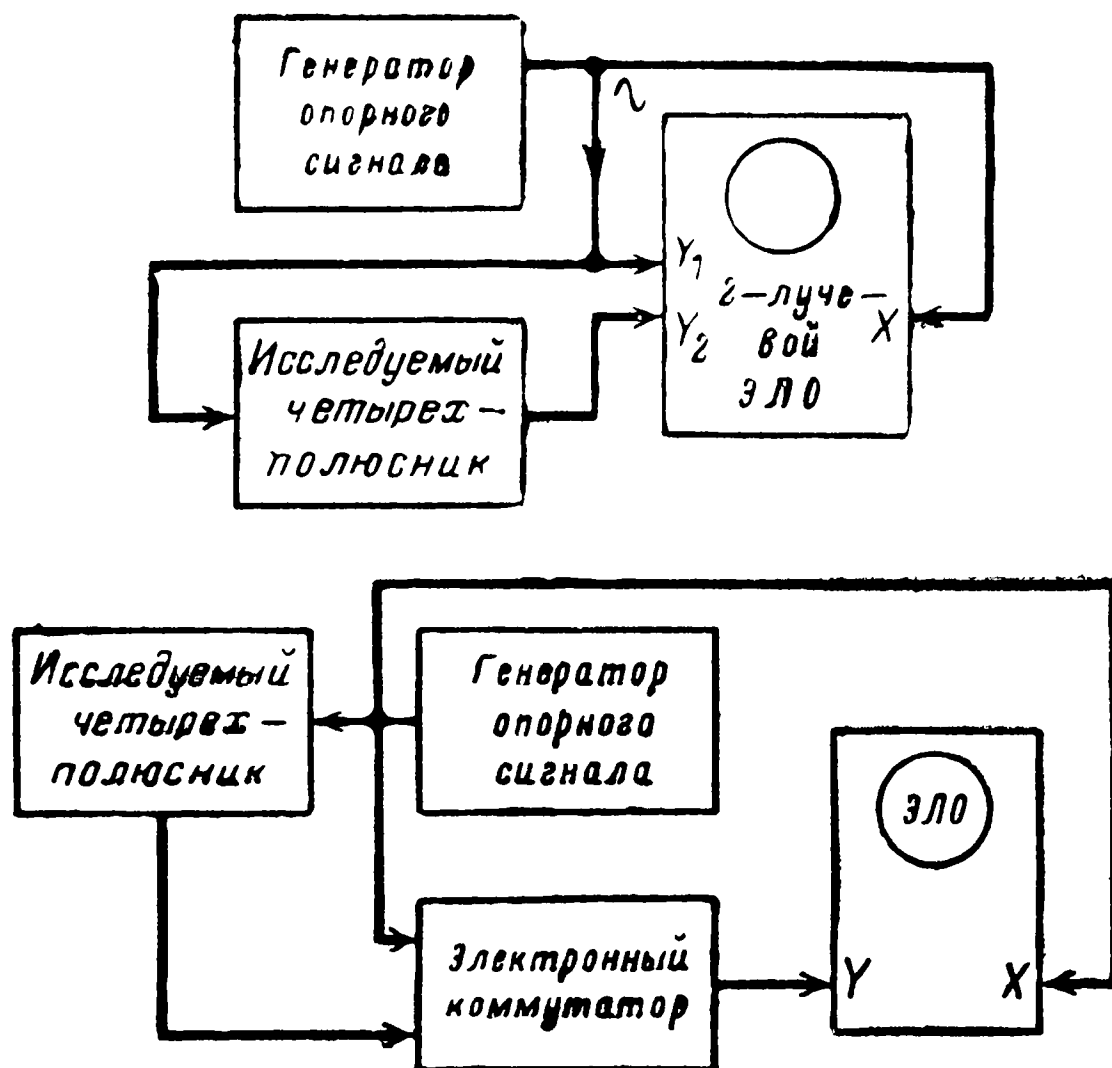 Генератор
опорного
сигнала
Y1
Y2
2-луче-
вой
ЭЛО
X
Исследуемый
четырех-
полюсник
Исследуемый
четырех-
полюсник
Генератор
опорного
сигнала
ЭЛО
Электронный
коммутатор
Y
X